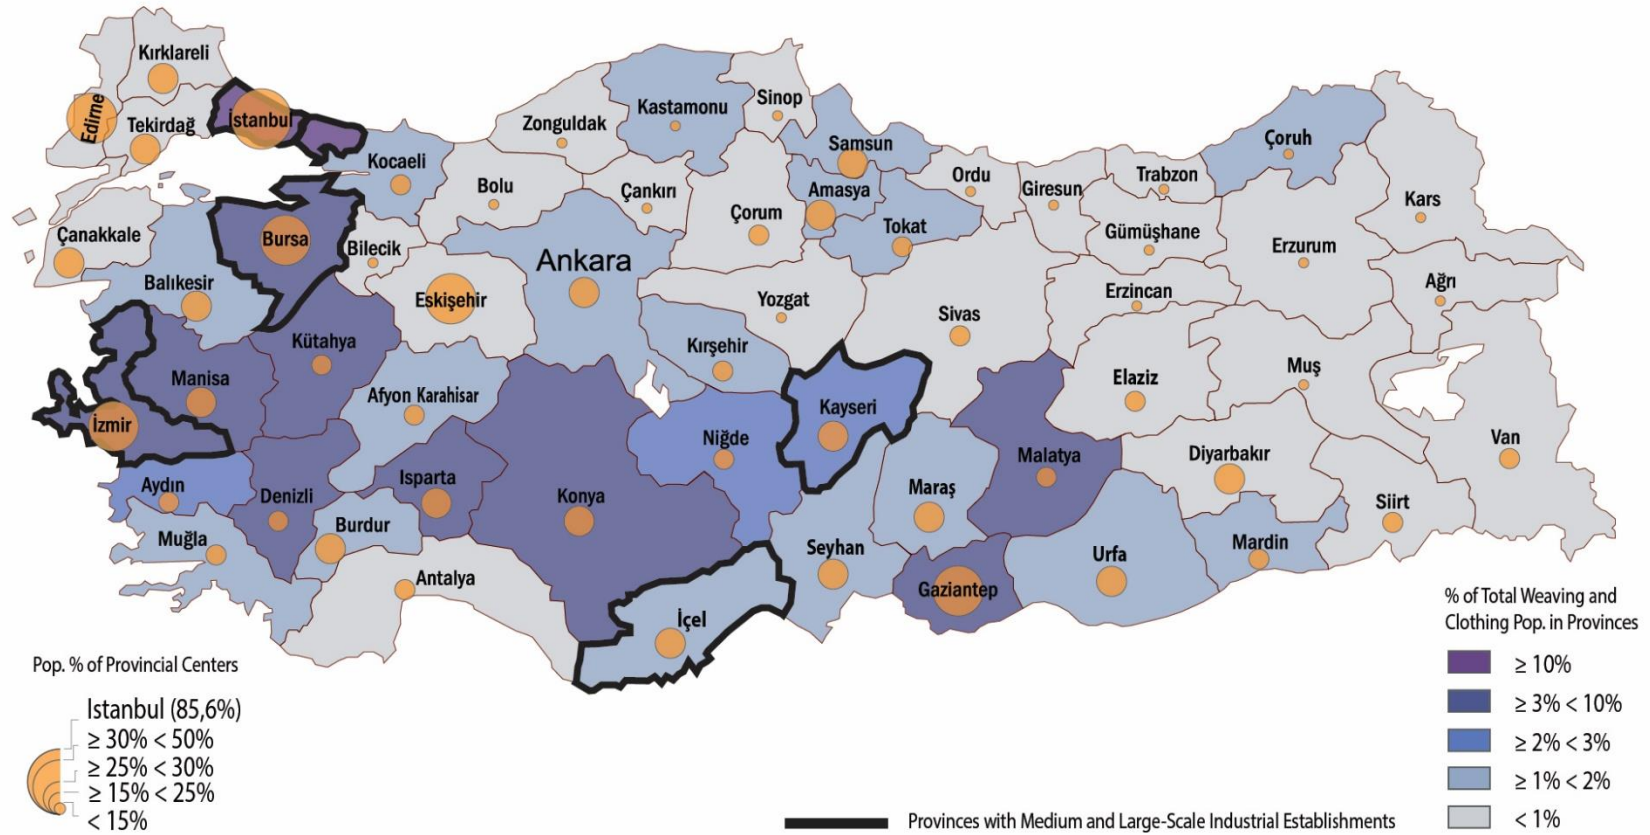 Kırklareli
Edirne
Tekirdağ
İstanbul
Kocaeli
Zonguldak
Kastamonu
Sinop
Samsun
Çoruh
Bolu
Çankırı
Çorum
Amasya
Tokat
Ordu
Giresun
Trabzon
Gümüşhane
Kars
Erzurum
Ağrı
Çanakkale
Bursa
Bilecik
Balıkesir
Eskişehir
Ankara
Yozgat
Sivas
Erzincan
Kütahya
Manisa
İzmir
Afyon Karahisar
Kırşehir
Kayseri
Niğde
Elaziz
Muş
Van
Malatya
Diyarbakır
Siirt
Aydın
Denizli
Isparta
Konya
Maraş
Muğla
Burdur
Antalya
İçel
Seyhan
Gaziantep
Urfa
Mardin
Pop. % of Provincial Centers
Istanbul (85,6%)
≥ 30% < 50%
≥ 25% < 30%
≥ 15% < 25%
< 15%
% of Total Weaving and
Clothing Pop. in Provinces
≥ 10%
≥ 3% < 10%
≥ 2% < 3%
≥ 1% < 2%
< 1%
Provinces with Medium and Large-Scale Industrial Establishments